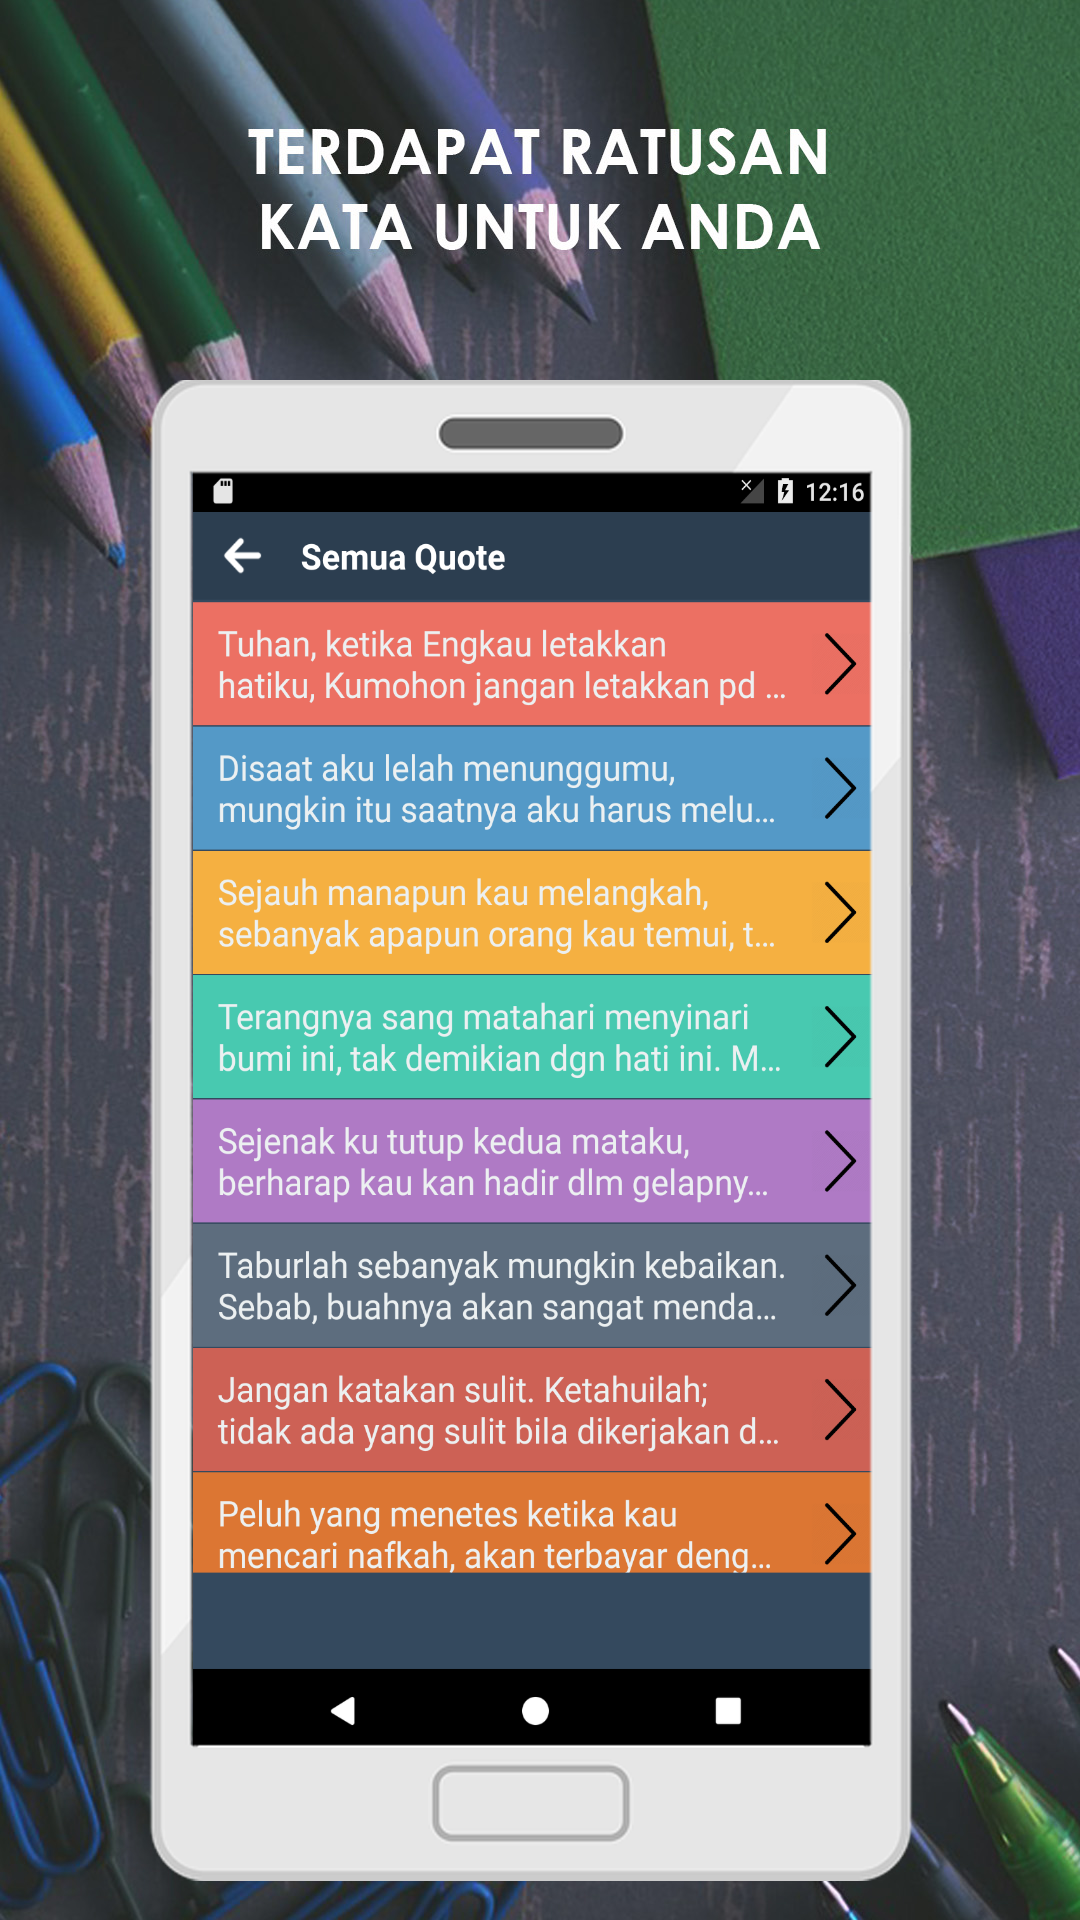 TERDAPAT RATUSAN
KATA UNTUK ANDA
12:16
Semua Quote
Tuhan, ketika Engkau letakkan
hatiku, Kumohon jangan letakkan pd ...
Disaat aku lelah menunggumu,
mungkin itu saatnya aku harus melu...
Sejauh manapun kau melangkah,
sebanyak apapun orang kau temui, t...
Terangnya sang matahari menyinari
bumi ini, tak demikian dgn hati ini. M...
Sejenak ku tutup kedua mataku,
berharap kau kan hadir dlm gelapny...
Taburlah sebanyak mungkin kebaikan.
Sebab, buahnya akan sangat menda...
Jangan katakan sulit. Ketahuilah;
tidak ada yang sulit bila dikerjakan d...
Peluh yang menetes ketika kau
mencari nafkah, akan terbayar deng...